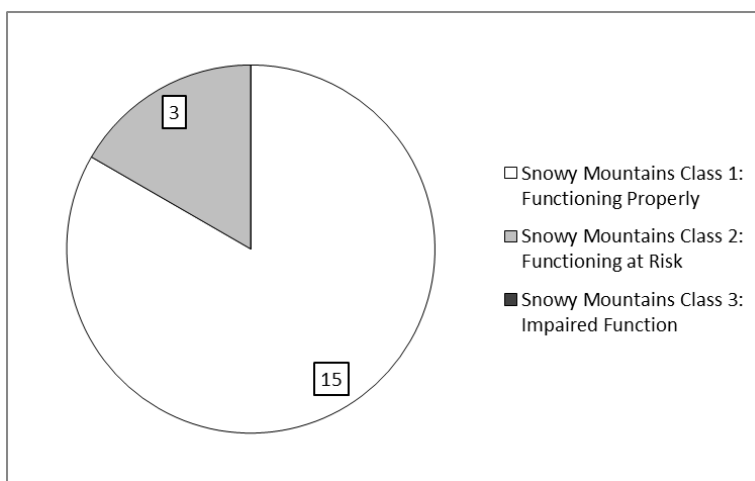 3
15
Snowy Mountains Class 1:
Functioning Properly
Snowy Mountains Class 2:
Functioning at Risk
Snowy Mountains Class 3:
Impaired Function